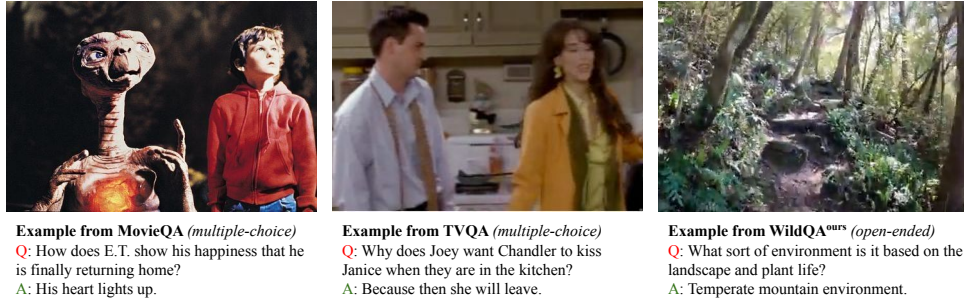 Example from MovieQA (multiple-choice)
Q: How does E.T. show his happiness that he
is finally returning home?
A: His heart lights up.
Example from TVQA (multiple-choice)
Q: Why does Joey want Chandler to kiss
Janice when they are in the kitchen?
A: Because then she will leave.
Example from WildQAᵒᵘʳˢ (open-ended)
Q: What sort of environment is it based on the
landscape and plant life?
A: Temperate mountain environment.